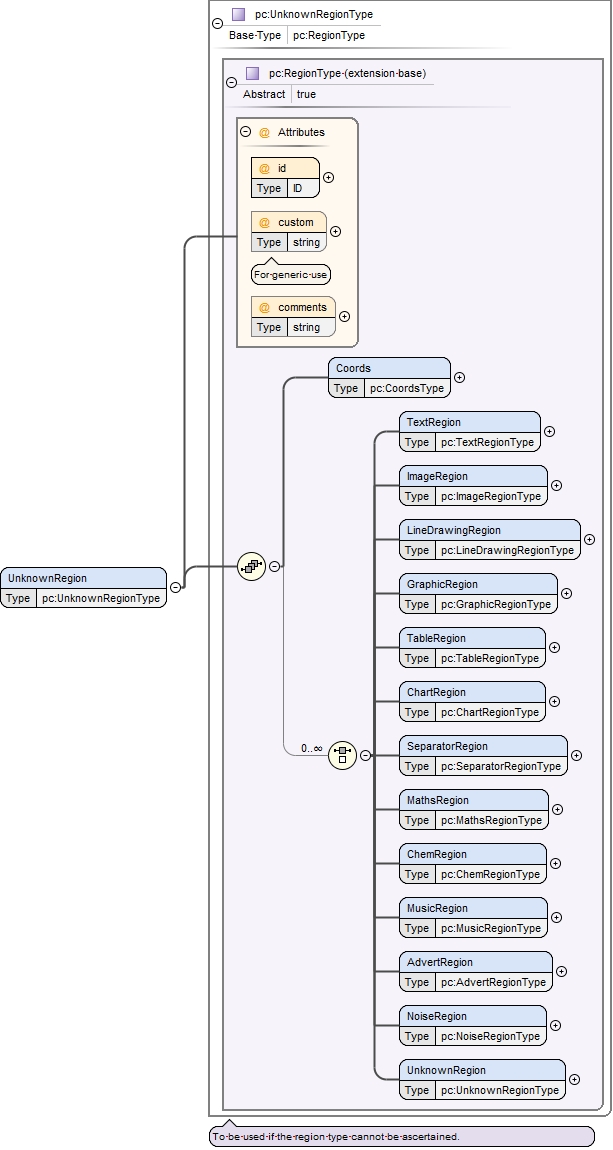 pc:UnknownRegionType
Base-Type pc:RegionType
pc:RegionType-(extension-base)
Abstract true
@ Attributes
@ id
Type ID
@ custom
Type string
For-generic-use
@ comments
Type string
Coords
Type pc:CoordsType
TextRegion
Type pc:TextRegionType
ImageRegion
Type pc:ImageRegionType
LineDrawingRegion
Type pc:LineDrawingRegionType
UnknownRegion
Type pc:UnknownRegionType
GraphicRegion
Type pc:GraphicRegionType
TableRegion
Type pc:TableRegionType
ChartRegion
Type pc:ChartRegionType
0..∞
SeparatorRegion
Type pc:SeparatorRegionType
MathsRegion
Type pc:MathsRegionType
ChemRegion
Type pc:ChemRegionType
MusicRegion
Type pc:MusicRegionType
AdvertRegion
Type pc:AdvertRegionType
NoiseRegion
Type pc:NoiseRegionType
UnknownRegion
Type pc:UnknownRegionType
To-be-used-if-the-region-type-cannot-be-ascertained.